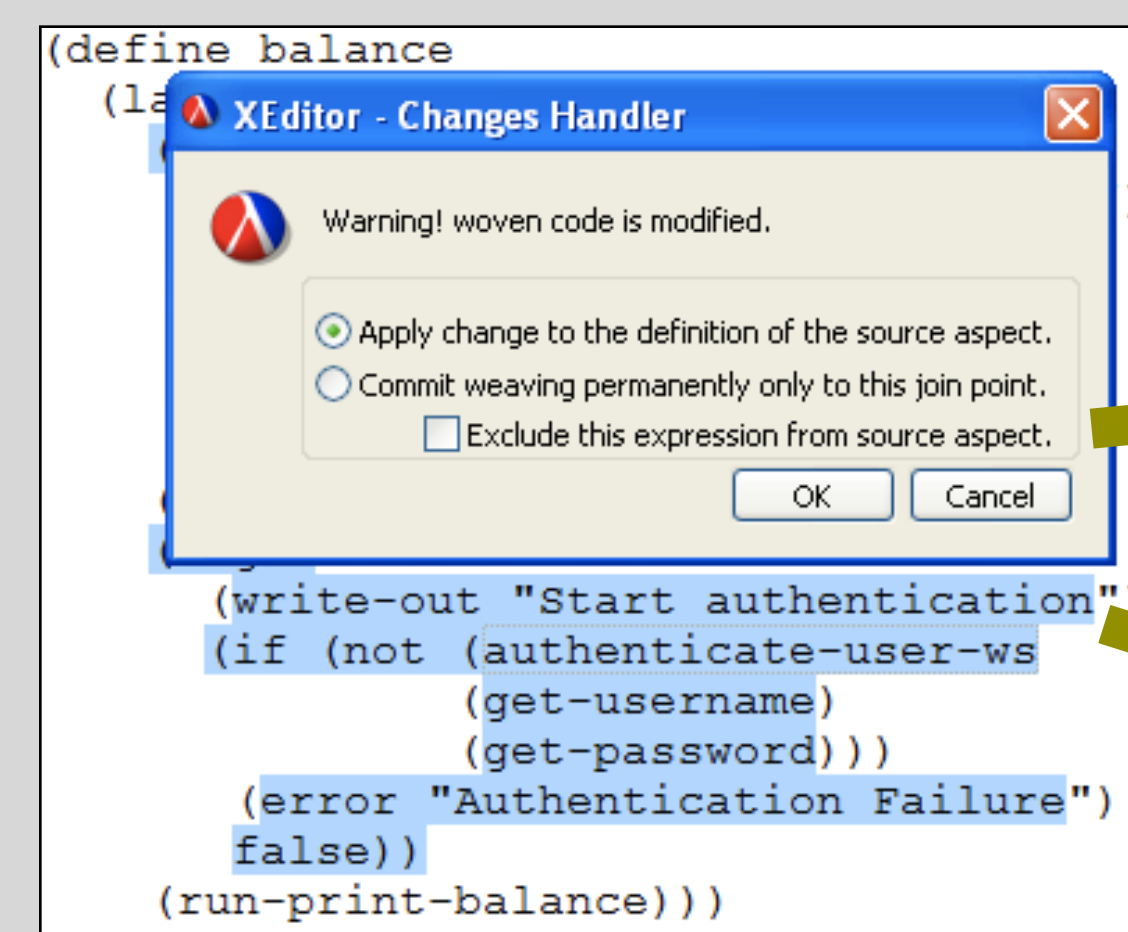 (define balance
(la
XEditor - Changes Handler
Warning! woven code is modified.
Apply change to the definition of the source aspect.
Commit weaving permanently only to this join point.
Exclude this expression from source aspect.
OK Cancel
(write-out "Start authentication"
(if (not (authenticate-user-ws
(get-username)
(get-password)))
(error "Authentication Failure")
false))
(run-print-balance)))